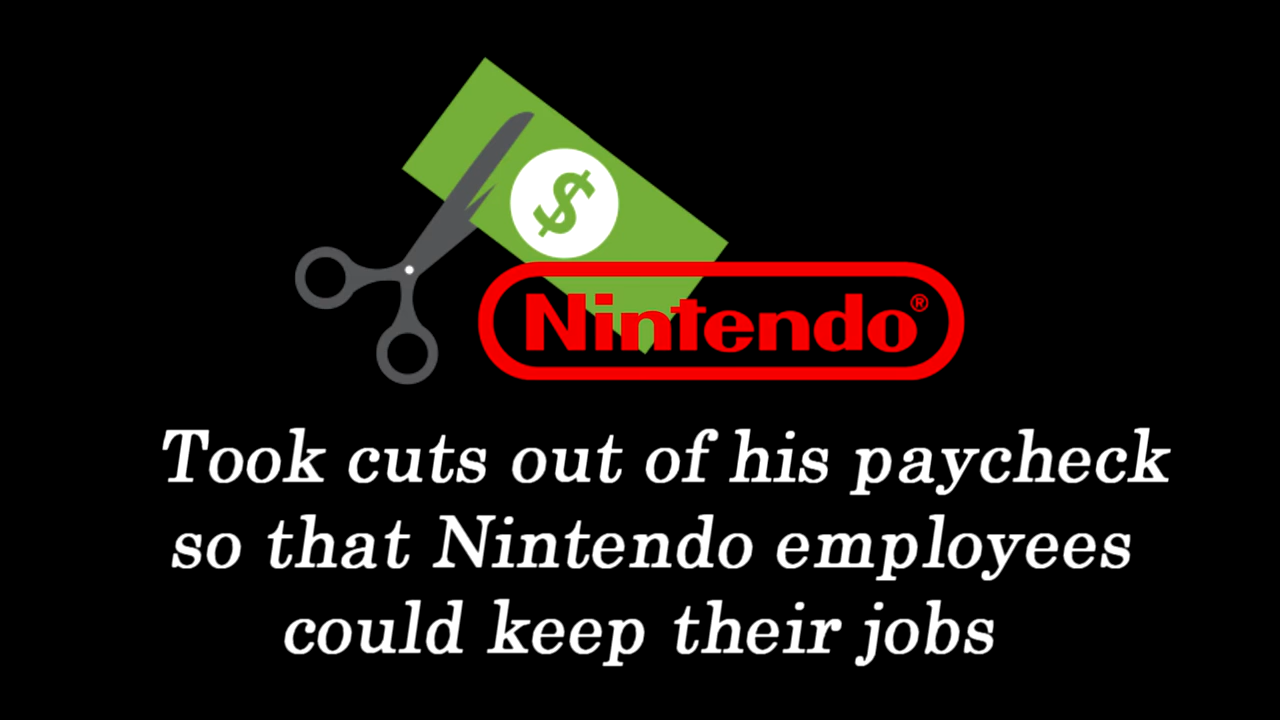 $
Nintendo®
Took cuts out of his paycheck
so that Nintendo employees
could keep their jobs